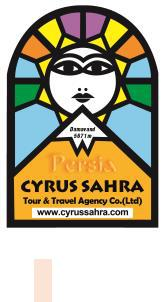 Damavand
5671 m
Persia
CYRUS SAHRA
Tour & Travel Agency Co.(Ltd)
www.cyrussahra.com